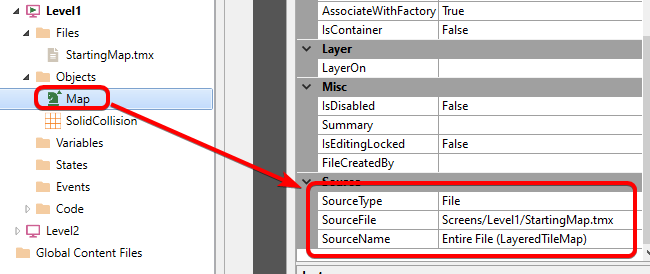 Level1
Files
StartingMap.tmx
Objects
Map
SolidCollision
Variables
States
Events
Code
Level2
Global Content Files
AssociateWithFactory True
IsContainer False
Layer
LayerOn
Misc
IsDisabled False
Summary
IsEditingLocked False
FileCreatedBy
Source
SourceType File
SourceFile Screens/Level1/StartingMap.tmx
SourceName Entire File (LayeredTileMap)